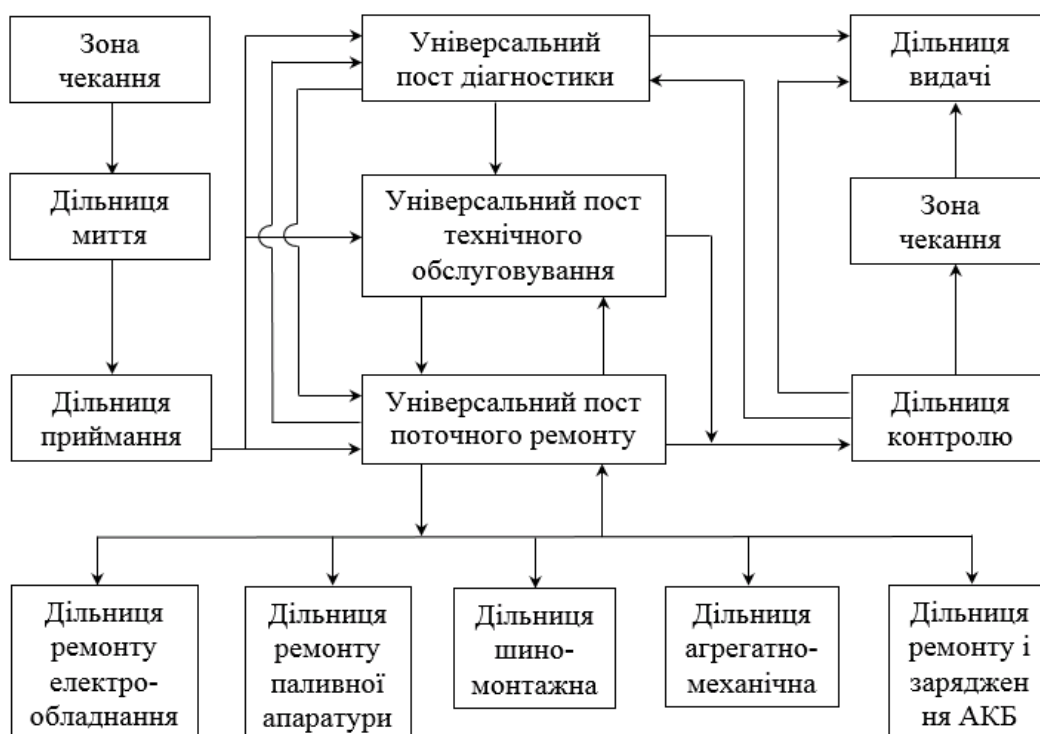 Зона
чекання
Універсальний
пост діагностики
Дільниця
видачі
Дільниця
миття
Універсальний пост
технічного
обслуговування
Зона
чекання
Дільниця
приймання
Універсальний пост
поточного ремонту
Дільниця
контролю
Дільниця
ремонту
електро-
обладнання
Дільниця
ремонту
паливної
апаратури
Дільниця
шино-
монтажна
Дільниця
агрегатно-
механічна
Дільниця
ремонту і
заряджен
ня АКБ